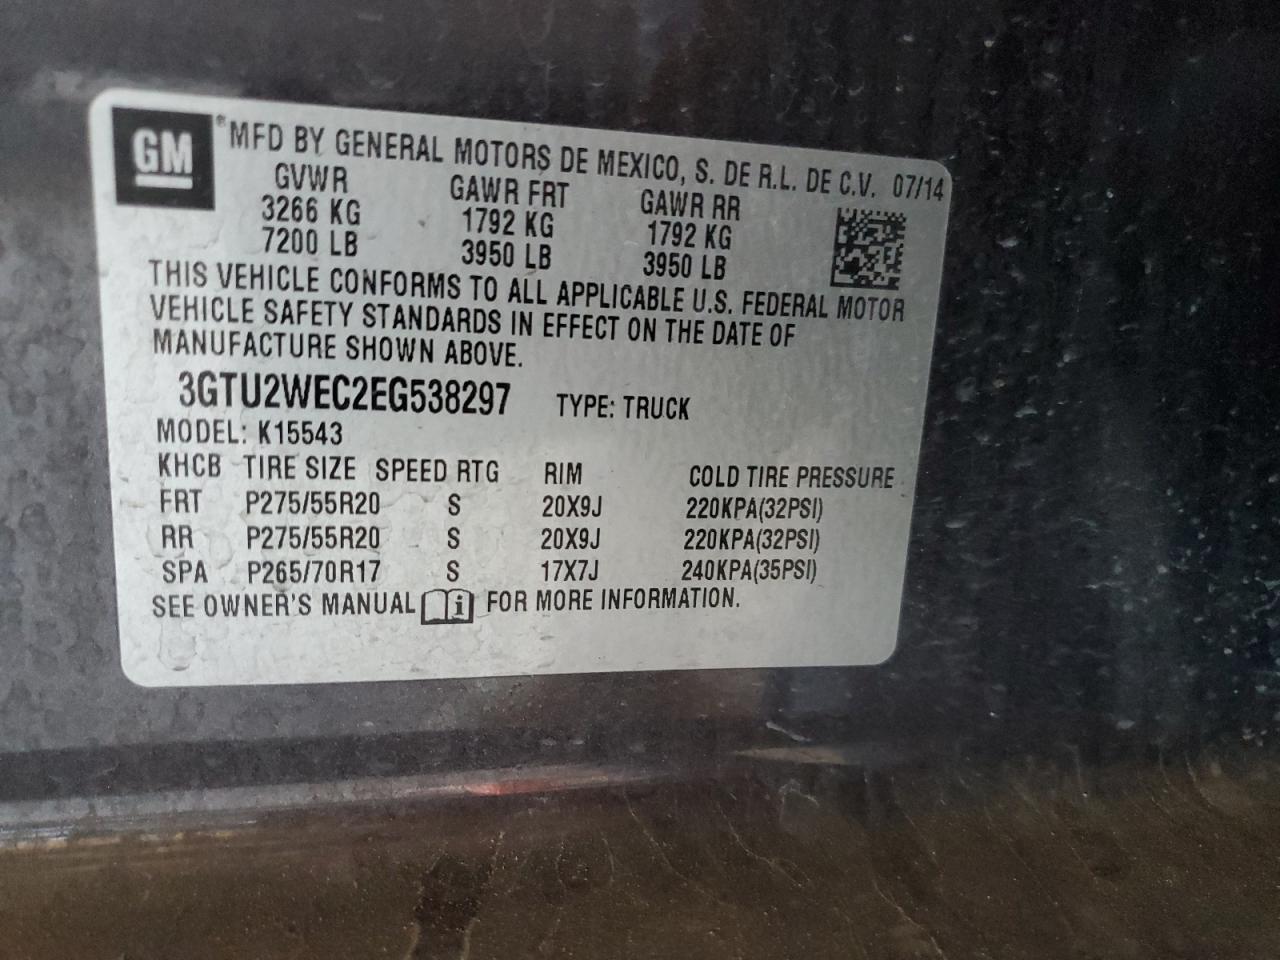 GM ® MFD BY GENERAL MOTORS DE MEXICO, S. DE R.L. DE C.V. 07/14
GVWR GAWR FRT GAWR RR
3266 KG 1792 KG 1792 KG
7200 LB 3950 LB 3950 LB
THIS VEHICLE CONFORMS TO ALL APPLICABLE U.S. FEDERAL MOTOR
VEHICLE SAFETY STANDARDS IN EFFECT ON THE DATE OF
MANUFACTURE SHOWN ABOVE.
3GTU2WEC2EG538297 TYPE: TRUCK
MODEL: K15543
KHCB TIRE SIZE SPEED RTG RIM COLD TIRE PRESSURE
FRT P275/55R20 S 20X9J 220KPA(32PSI)
RR P275/55R20 S 20X9J 220KPA(32PSI)
SPA P265/70R17 S 17X7J 240KPA(35PSI)
SEE OWNER'S MANUAL i FOR MORE INFORMATION.